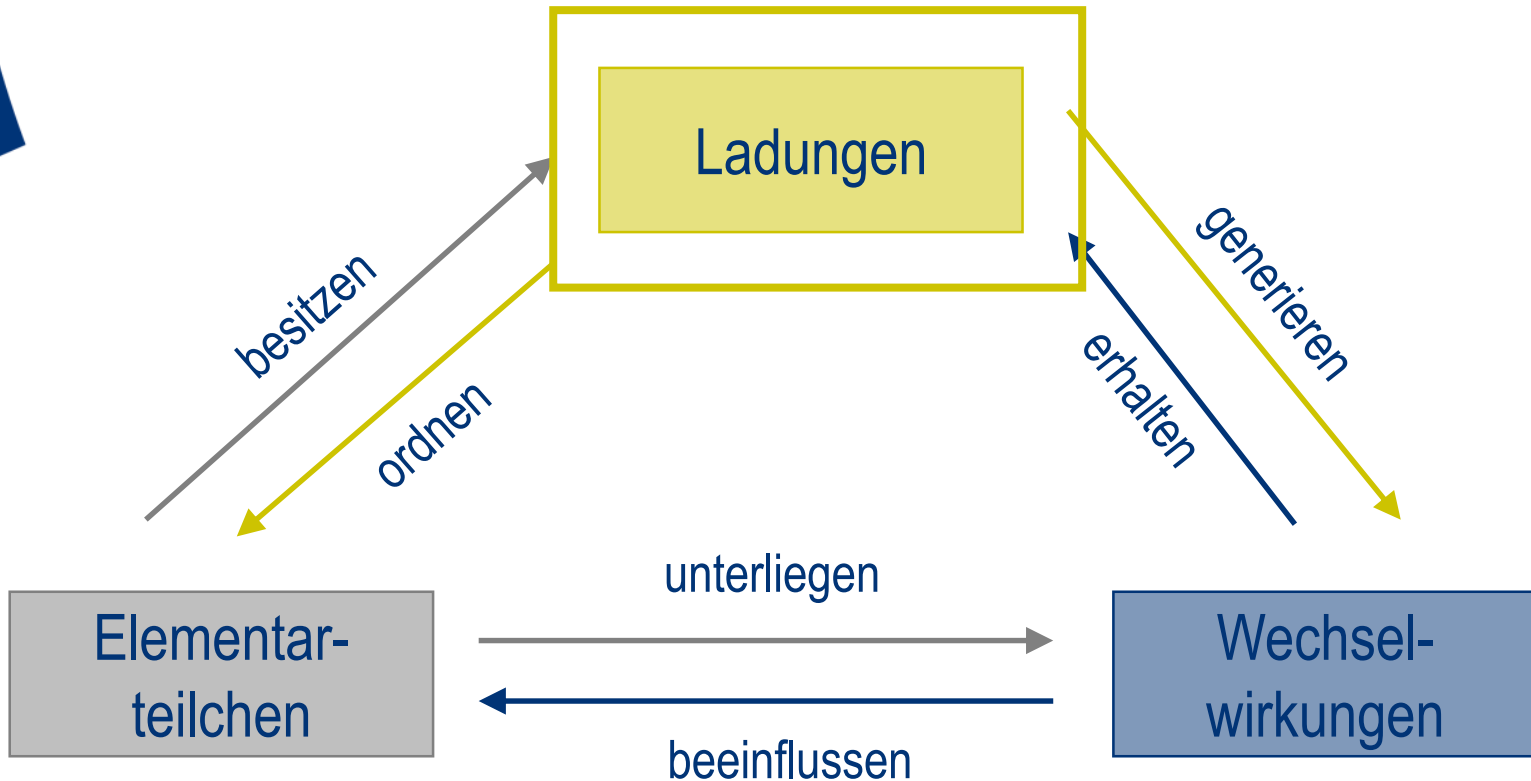 Ladungen
besitzen
ordnen
generieren
erhalten
unterliegen
Elementar-
teilchen
Wechsel-
wirkungen
beeinflussen